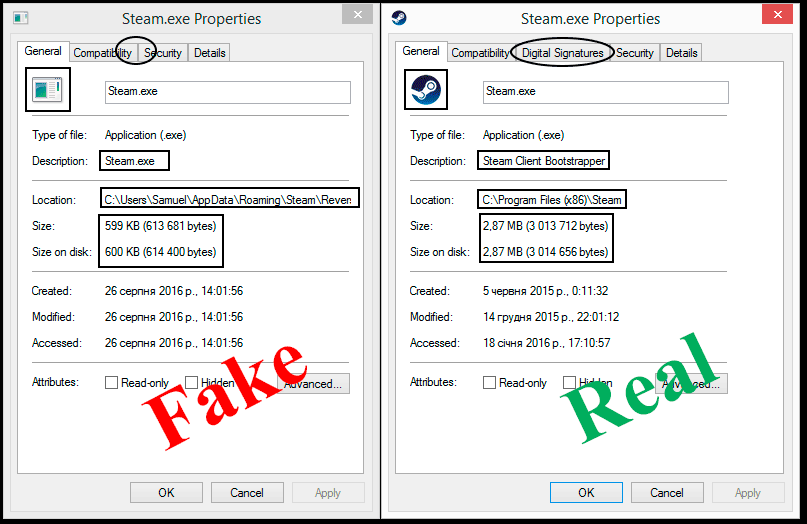 Steam.exe Properties
General Compatibility Security Details
Steam.exe
Type of file: Application (.exe)
Description: Steam.exe
Location: C:\Users\Samuel\AppData\Roaming\Steam\Rever
Size: 599 KB (613 681 bytes)
Size on disk: 600 KB (614 400 bytes)
Created: 26 серпня 2016 р., 14:01:56
Modified: 26 серпня 2016 р., 14:01:56
Accessed: 26 серпня 2016 р., 14:01:56
Attributes: Read-only Hidden Advanced...
Fake
OK Cancel Apply
Steam.exe Properties
General Compatibility Digital Signatures Security Details
Steam.exe
Type of file: Application (.exe)
Description: Steam Client Bootstrapper
Location: C:\Program Files (x86)\Steam
Size: 2,87 MB (3 013 712 bytes)
Size on disk: 2,87 MB (3 014 656 bytes)
Created: 5 червня 2015 р., 0:11:32
Modified: 14 грудня 2015 р., 22:01:12
Accessed: 18 січня 2016 р., 17:10:57
Attributes: Read-only Hidden Advanced...
Real
OK Cancel Apply